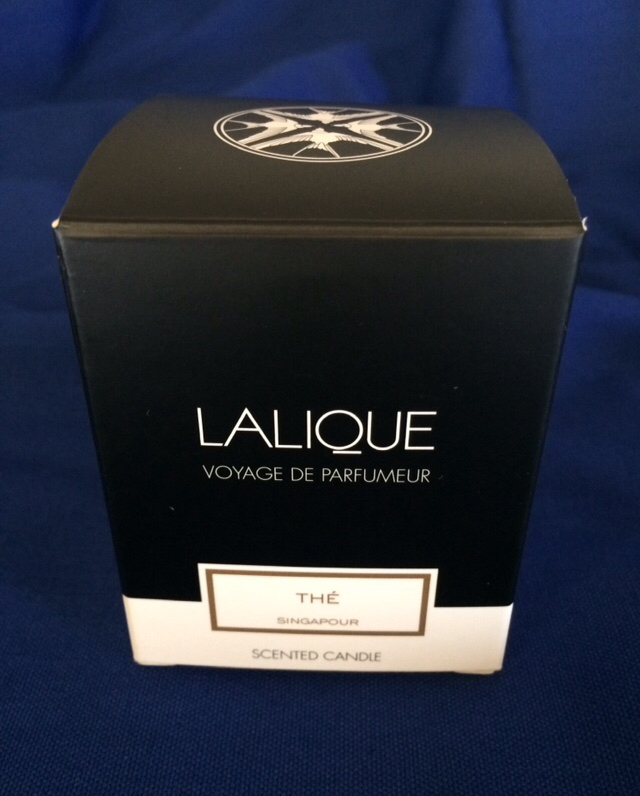 LALIQUE
VOYAGE DE PARFUMEUR
THÉ
SINGAPOUR
SCENTED CANDLE